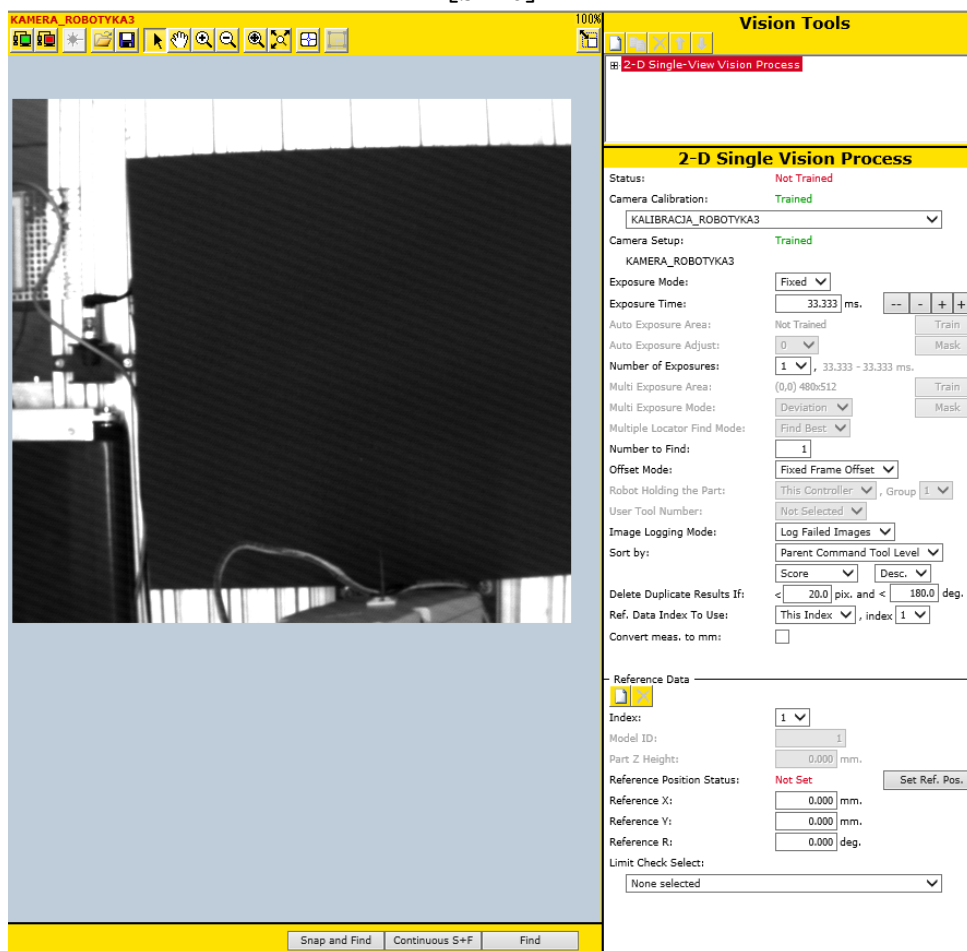 KAMERA_ROBOTYKA3
100%
Vision Tools
2-D Single-View Vision Process
2-D Single Vision Process
Status: Not Trained
Camera Calibration: Trained
KALIBRACJA_ROBOTYKA3
Camera Setup: Trained
KAMERA_ROBOTYKA3
Exposure Mode: Fixed
Exposure Time: 33.333 ms. -- - + +
Auto Exposure Area: Not Trained Train
Auto Exposure Adjust: 0 Mask
Number of Exposures: 1 , 33.333 - 33.333 ms.
Multi Exposure Area: (0,0) 480x512 Train
Multi Exposure Mode: Deviation Mask
Multiple Locator Find Mode: Find Best
Number to Find: 1
Offset Mode: Fixed Frame Offset
Robot Holding the Part: This Controller , Group 1
User Tool Number: Not Selected
Image Logging Mode: Log Failed Images
Sort by: Parent Command Tool Level
Score Desc.
Delete Duplicate Results If: < 20.0 pix. and < 180.0 deg.
Ref. Data Index To Use: This Index , index 1
Convert meas. to mm:
Reference Data
Index: 1
Model ID: 1
Part Z Height: 0.000 mm.
Reference Position Status: Not Set Set Ref. Pos.
Reference X: 0.000 mm.
Reference Y: 0.000 mm.
Reference R: 0.000 deg.
Limit Check Select:
None selected
Snap and Find Continuous S+F Find